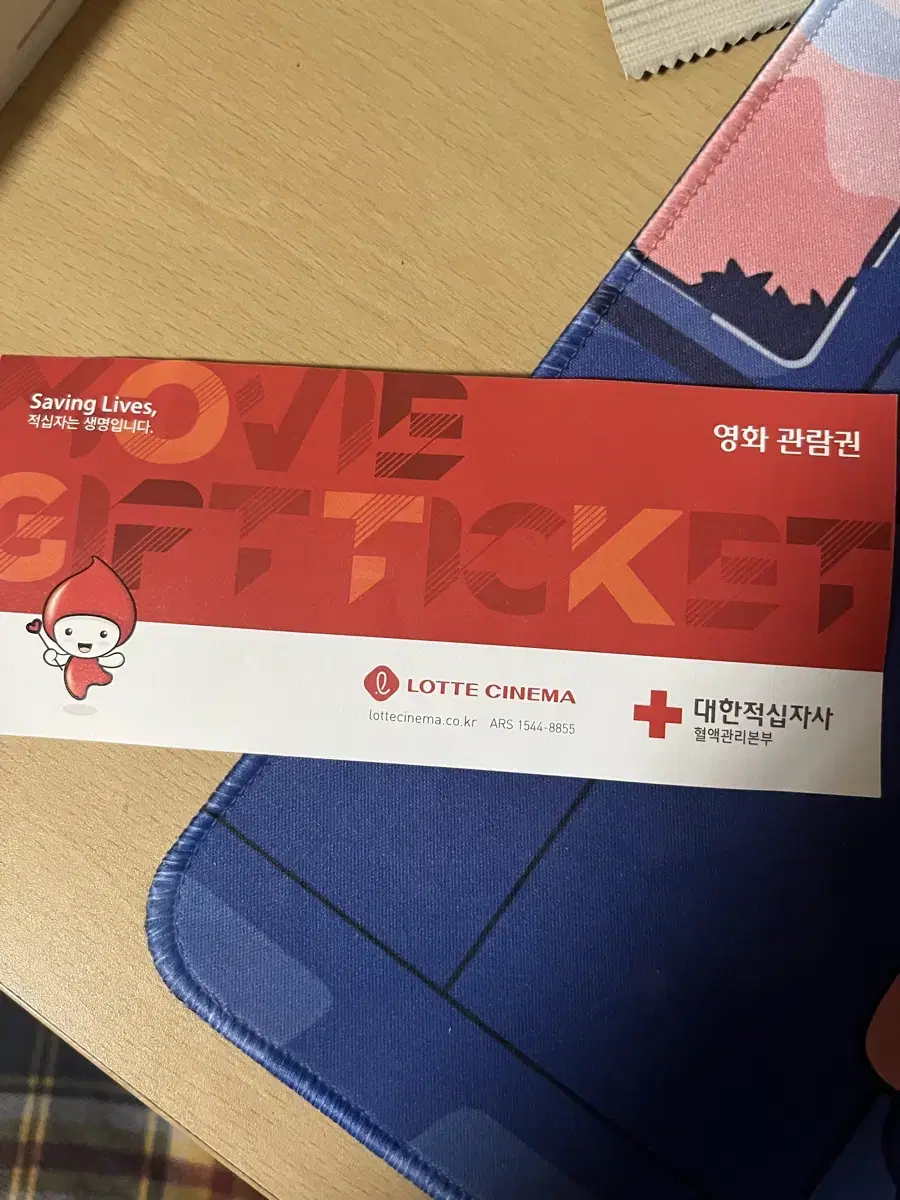 Saving Lives,
적십자는 생명입니다.
영화 관람권
MOVIE
GIFT TICKET
LOTTE CINEMA
lottecinema.co.kr ARS 1544-8855
대한적십자사
혈액관리본부